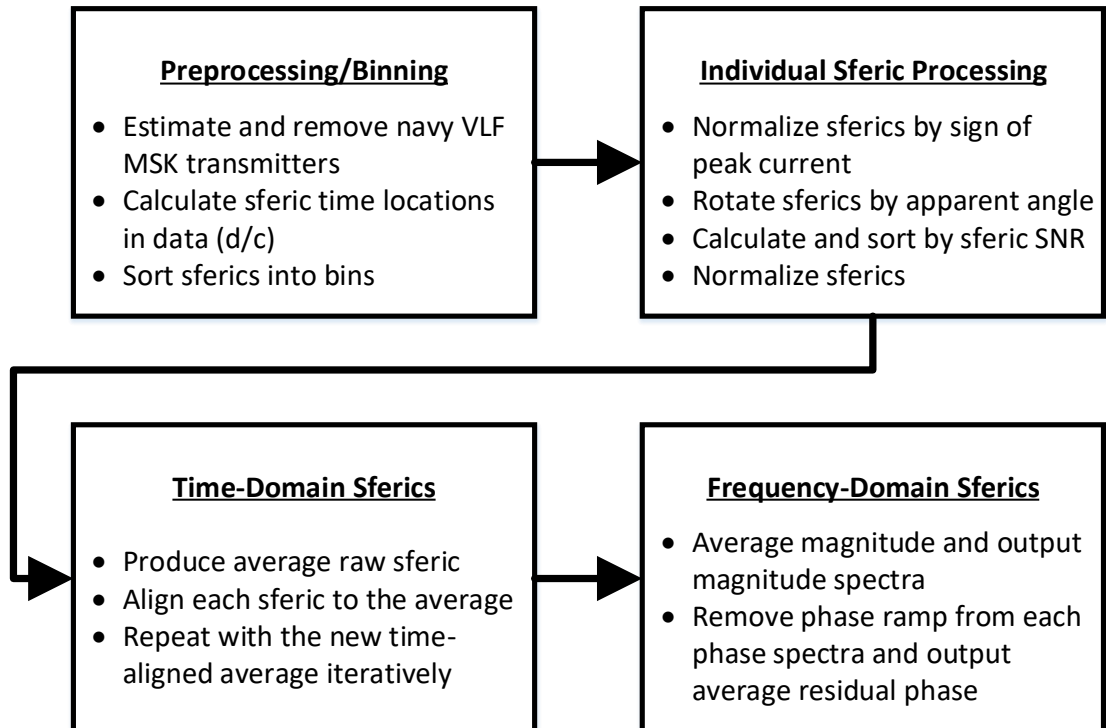 Preprocessing/Binning
• Estimate and remove navy VLF
MSK transmitters
• Calculate sferic time locations
in data (d/c)
• Sort sferics into bins
Individual Sferic Processing
• Normalize sferics by sign of
peak current
• Rotate sferics by apparent angle
• Calculate and sort by sferic SNR
• Normalize sferics
Time-Domain Sferics
• Produce average raw sferic
• Align each sferic to the average
• Repeat with the new time-
aligned average iteratively
Frequency-Domain Sferics
• Average magnitude and output
magnitude spectra
• Remove phase ramp from each
phase spectra and output
average residual phase